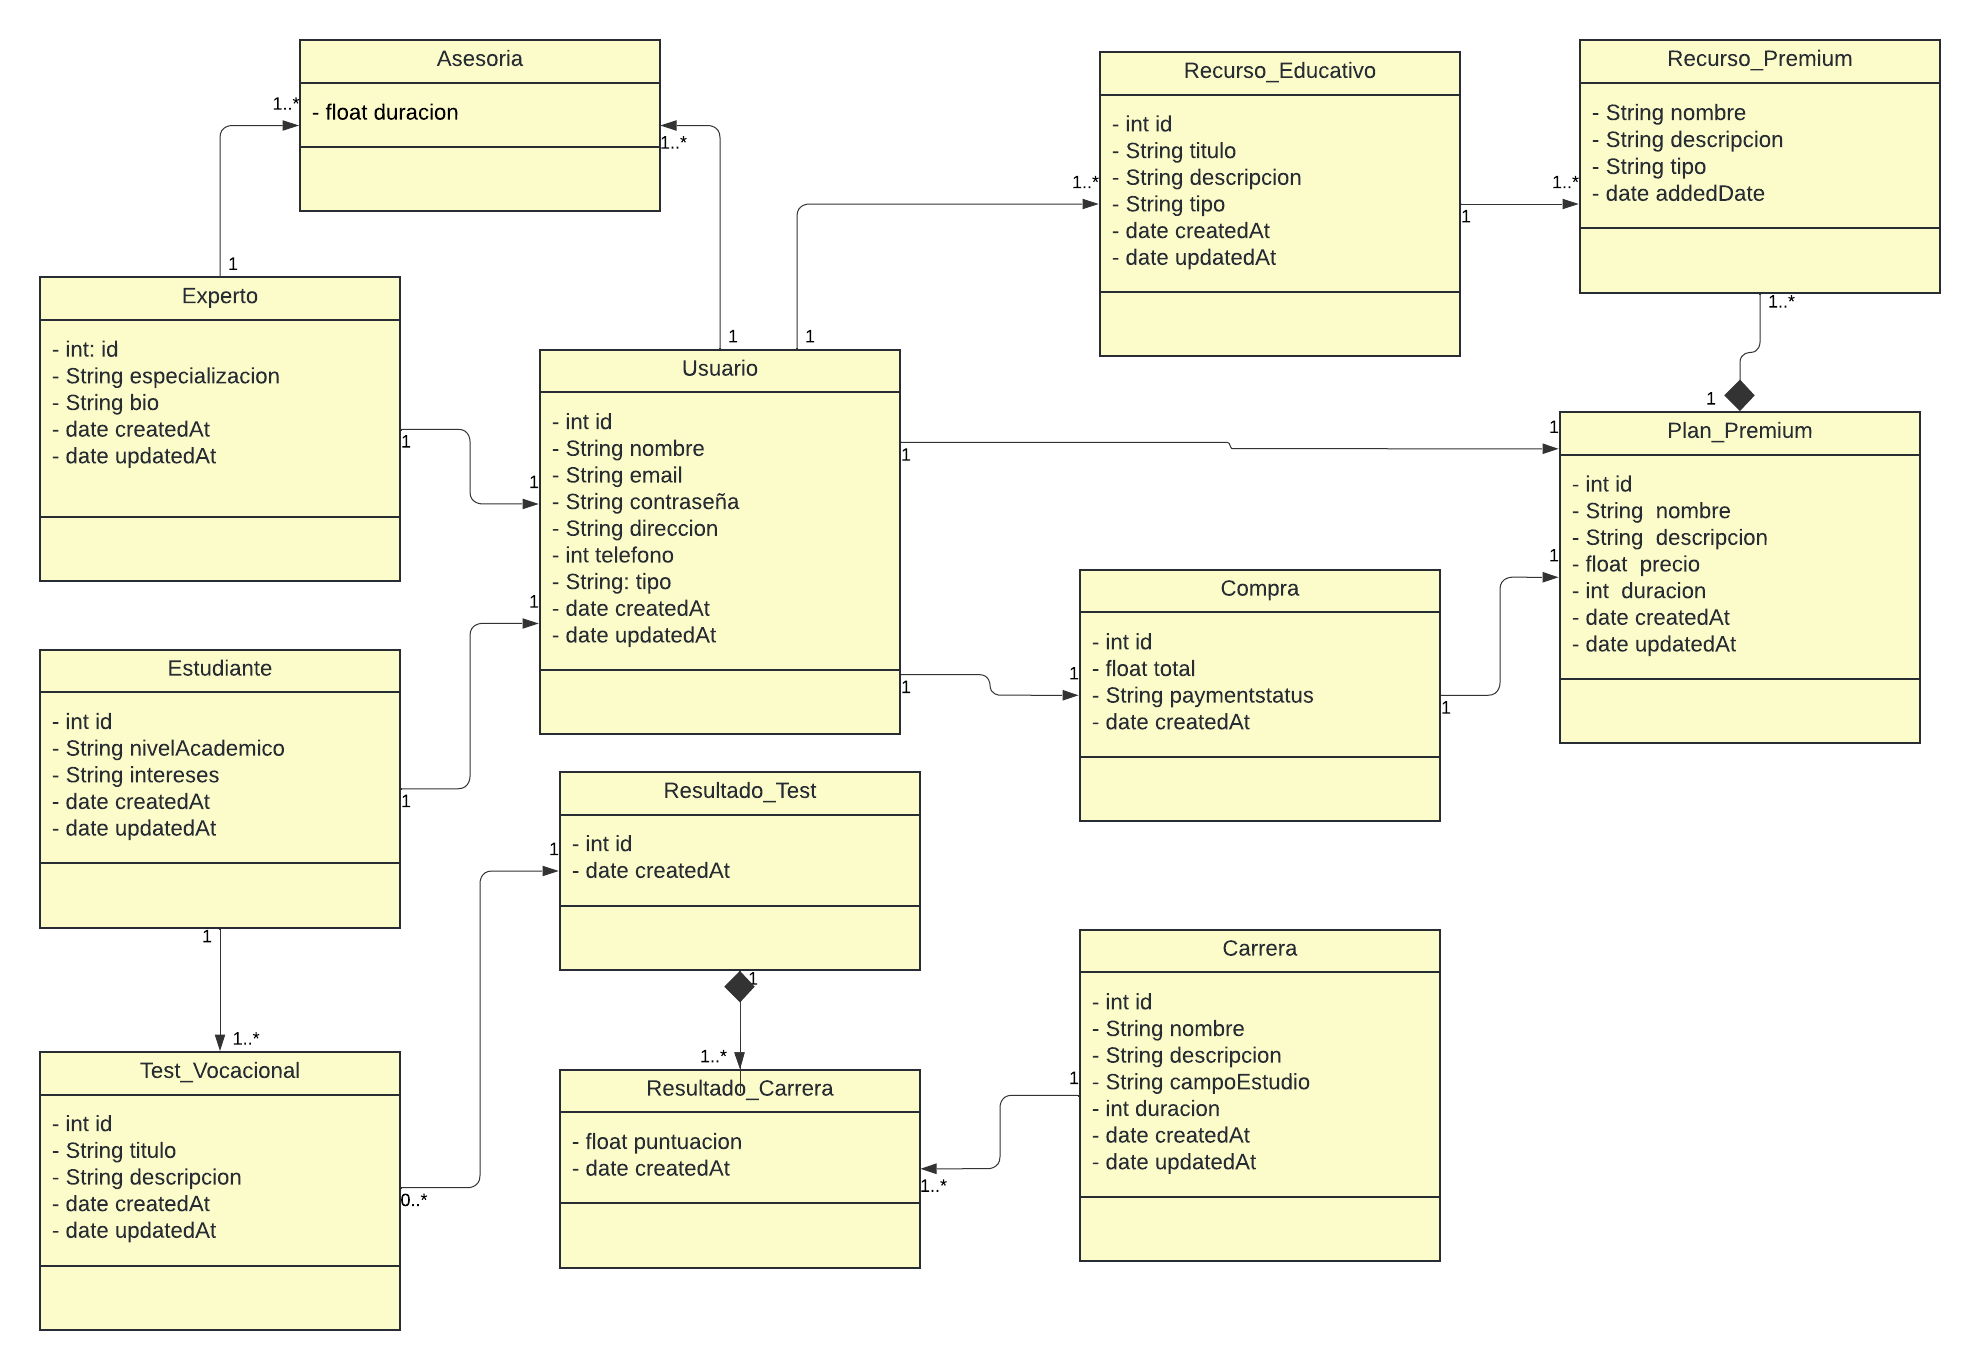 Asesoria
- float duracion
1..*
1..*
Recurso_Educativo
- int id
- String titulo
- String descripcion
- String tipo
- date createdAt
- date updatedAt
1..*
1
Recurso_Premium
- String nombre
- String descripcion
- String tipo
- date addedDate
1..*
1..*
1
Experto
- int: id
- String especializacion
- String bio
- date createdAt
- date updatedAt
1
1
1
1
Usuario
- int id
- String nombre
- String email
- String contraseña
- String direccion
- int telefono
- String: tipo
- date createdAt
- date updatedAt
1
1
1
1
1
Plan_Premium
- int id
- String  nombre
- String  descripcion
- float  precio
- int  duracion
- date createdAt
- date updatedAt
1
1
Compra
- int id
- float total
- String paymentstatus
- date createdAt
1
1
Estudiante
- int id
- String nivelAcademico
- String intereses
- date createdAt
- date updatedAt
1
1
1..*
Resultado_Test
- int id
- date createdAt
1
1
1..*
Test_Vocacional
- int id
- String titulo
- String descripcion
- date createdAt
- date updatedAt
0..*
Resultado_Carrera
- float puntuacion
- date createdAt
1..*
Carrera
- int id
- String nombre
- String descripcion
- String campoEstudio
- int duracion
- date createdAt
- date updatedAt
1